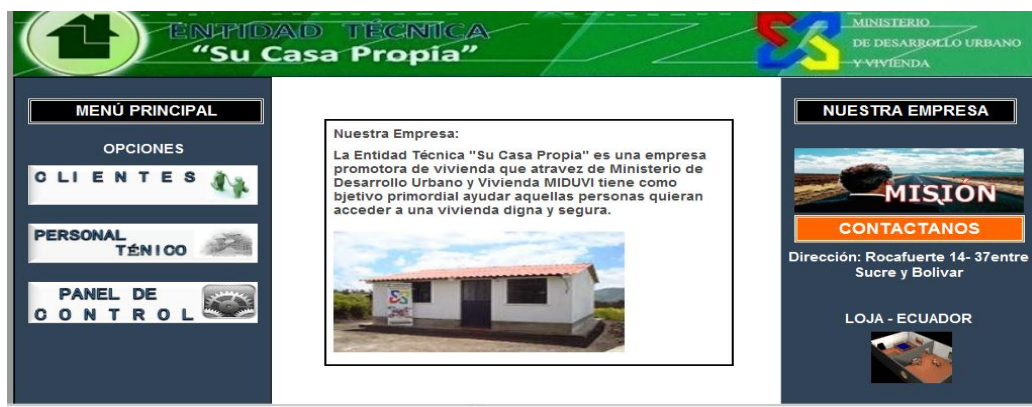 ENTIDAD TÉCNICA
“Su Casa Propia”
MINISTERIO
DE DESARROLLO URBANO
Y VIVIENDA
MENÚ PRINCIPAL
OPCIONES
CLIENTES
PERSONAL
TÉNICO
PANEL DE
CONTROL
Nuestra Empresa:
La Entidad Técnica "Su Casa Propia" es una empresa
promotora de vivienda que atravez de Ministerio de
Desarrollo Urbano y Vivienda MIDUVI tiene como
bjetivo primordial ayudar aquellas personas quieran
acceder a una vivienda digna y segura.
NUESTRA EMPRESA
MISIÓN
CONTACTANOS
Dirección: Rocafuerte 14- 37entre
Sucre y Bolivar
LOJA - ECUADOR